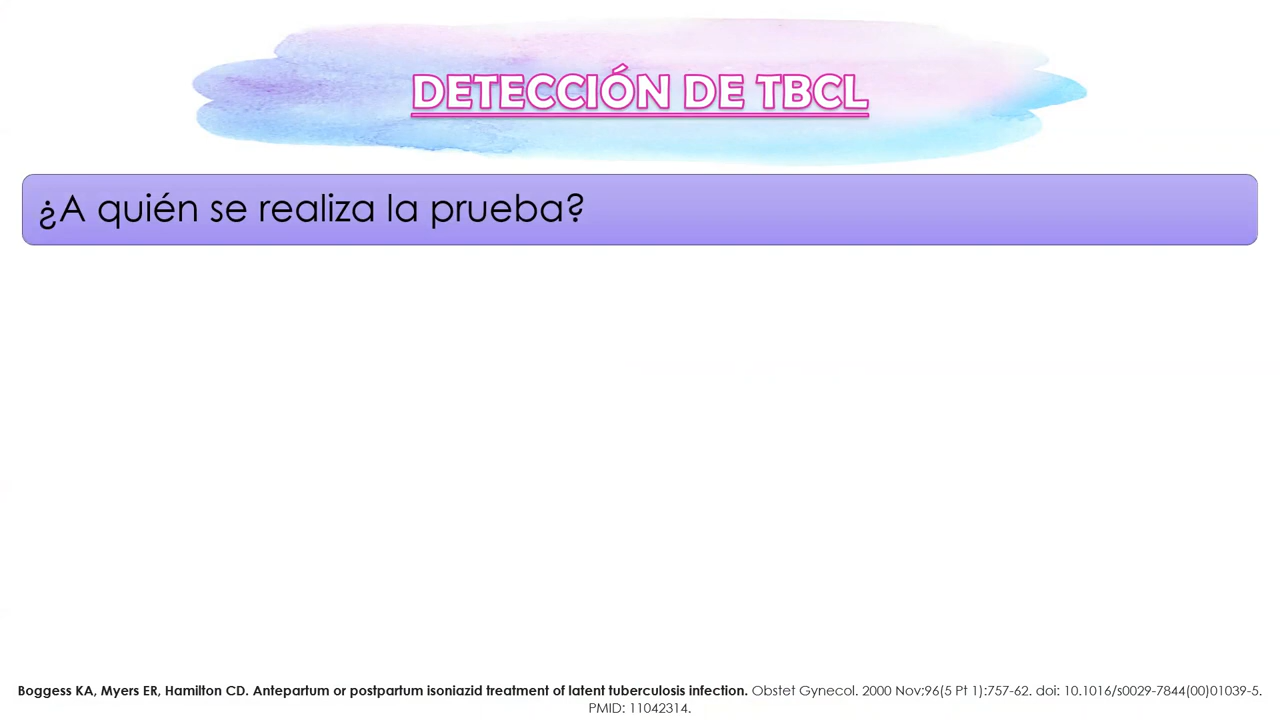 DETECCIÓN DE TBCL
¿A quién se realiza la prueba?
Boggess KA, Myers ER, Hamilton CD. Antepartum or postpartum isoniazid treatment of latent tuberculosis infection. Obstet Gynecol. 2000 Nov;96(5 Pt 1):757-62. doi: 10.1016/s0029-7844(00)01039-5.
PMID: 11042314.